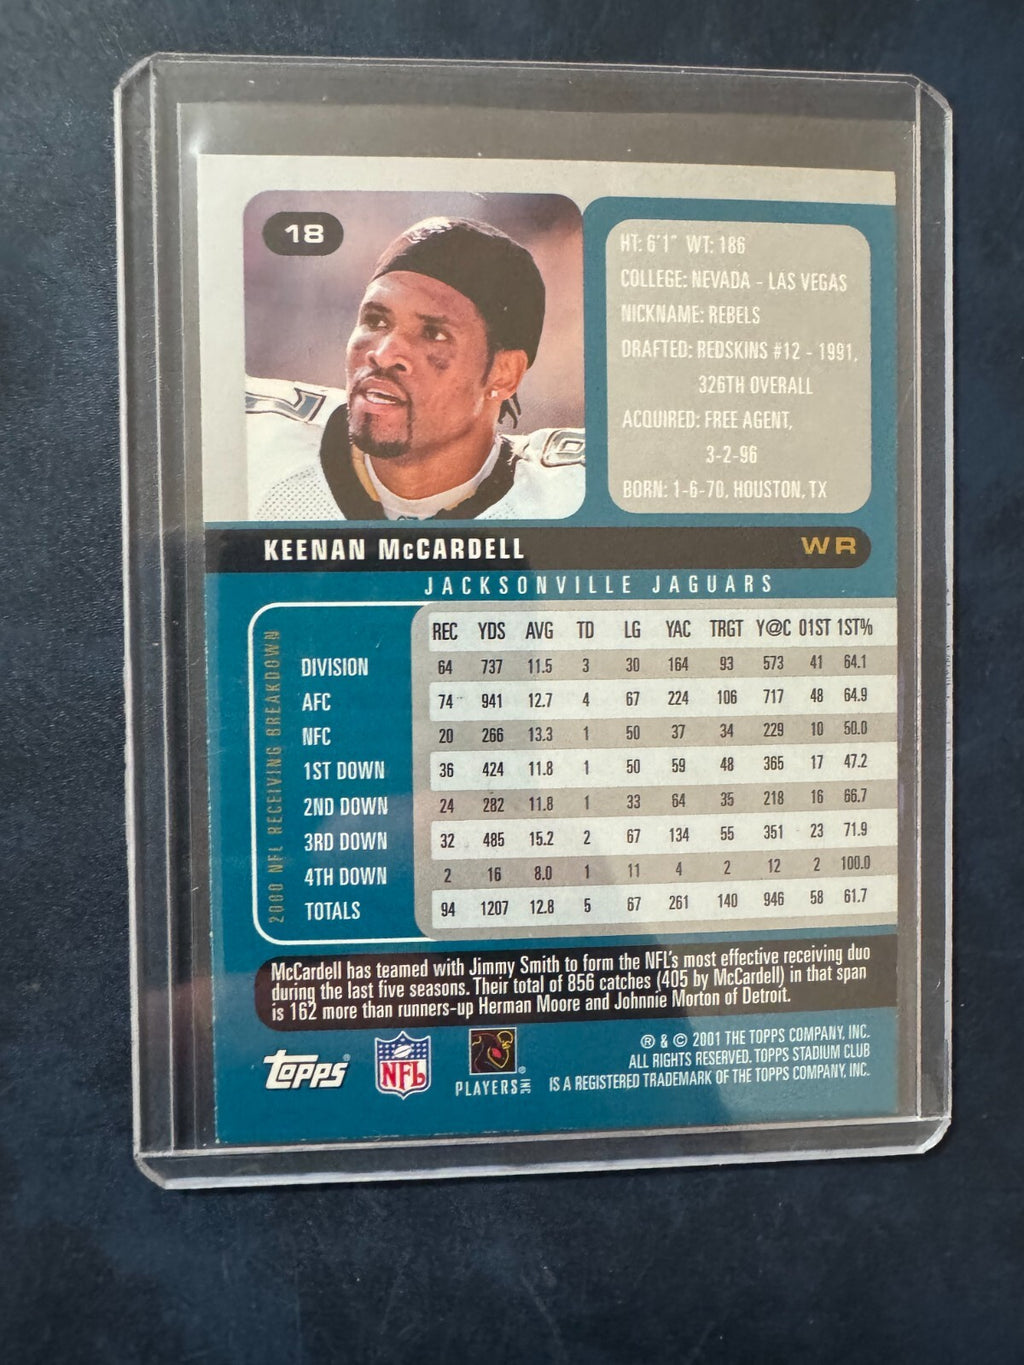 18
HT: 6'1" WT: 186
COLLEGE: NEVADA - LAS VEGAS
NICKNAME: REBELS
DRAFTED: REDSKINS #12 - 1991,
326TH OVERALL
ACQUIRED: FREE AGENT,
3-2-96
BORN: 1-6-70, HOUSTON, TX
KEENAN McCARDELL WR
JACKSONVILLE JAGUARS
2000 NFL RECEIVING BREAKDOWN
REC YDS AVG TD LG YAC TRGT Y@C 01ST 1ST%
DIVISION 64 737 11.5 3 30 164 93 573 41 64.1
AFC 74 941 12.7 4 67 224 106 717 48 64.9
NFC 20 266 13.3 1 50 37 34 229 10 50.0
1ST DOWN 36 424 11.8 1 50 59 48 365 17 47.2
2ND DOWN 24 282 11.8 1 33 64 35 218 16 66.7
3RD DOWN 32 485 15.2 2 67 134 55 351 23 71.9
4TH DOWN 2 16 8.0 1 11 4 2 12 2 100.0
TOTALS 94 1207 12.8 5 67 261 140 946 58 61.7
McCardell has teamed with Jimmy Smith to form the NFL's most effective receiving duo
during the last five seasons. Their total of 856 catches (405 by McCardell) in that span
is 162 more than runners-up Herman Moore and Johnnie Morton of Detroit.
Topps®
NFL
PLAYERS INC ®
® & © 2001 THE TOPPS COMPANY, INC.
ALL RIGHTS RESERVED. TOPPS STADIUM CLUB
IS A REGISTERED TRADEMARK OF THE TOPPS COMPANY, INC.